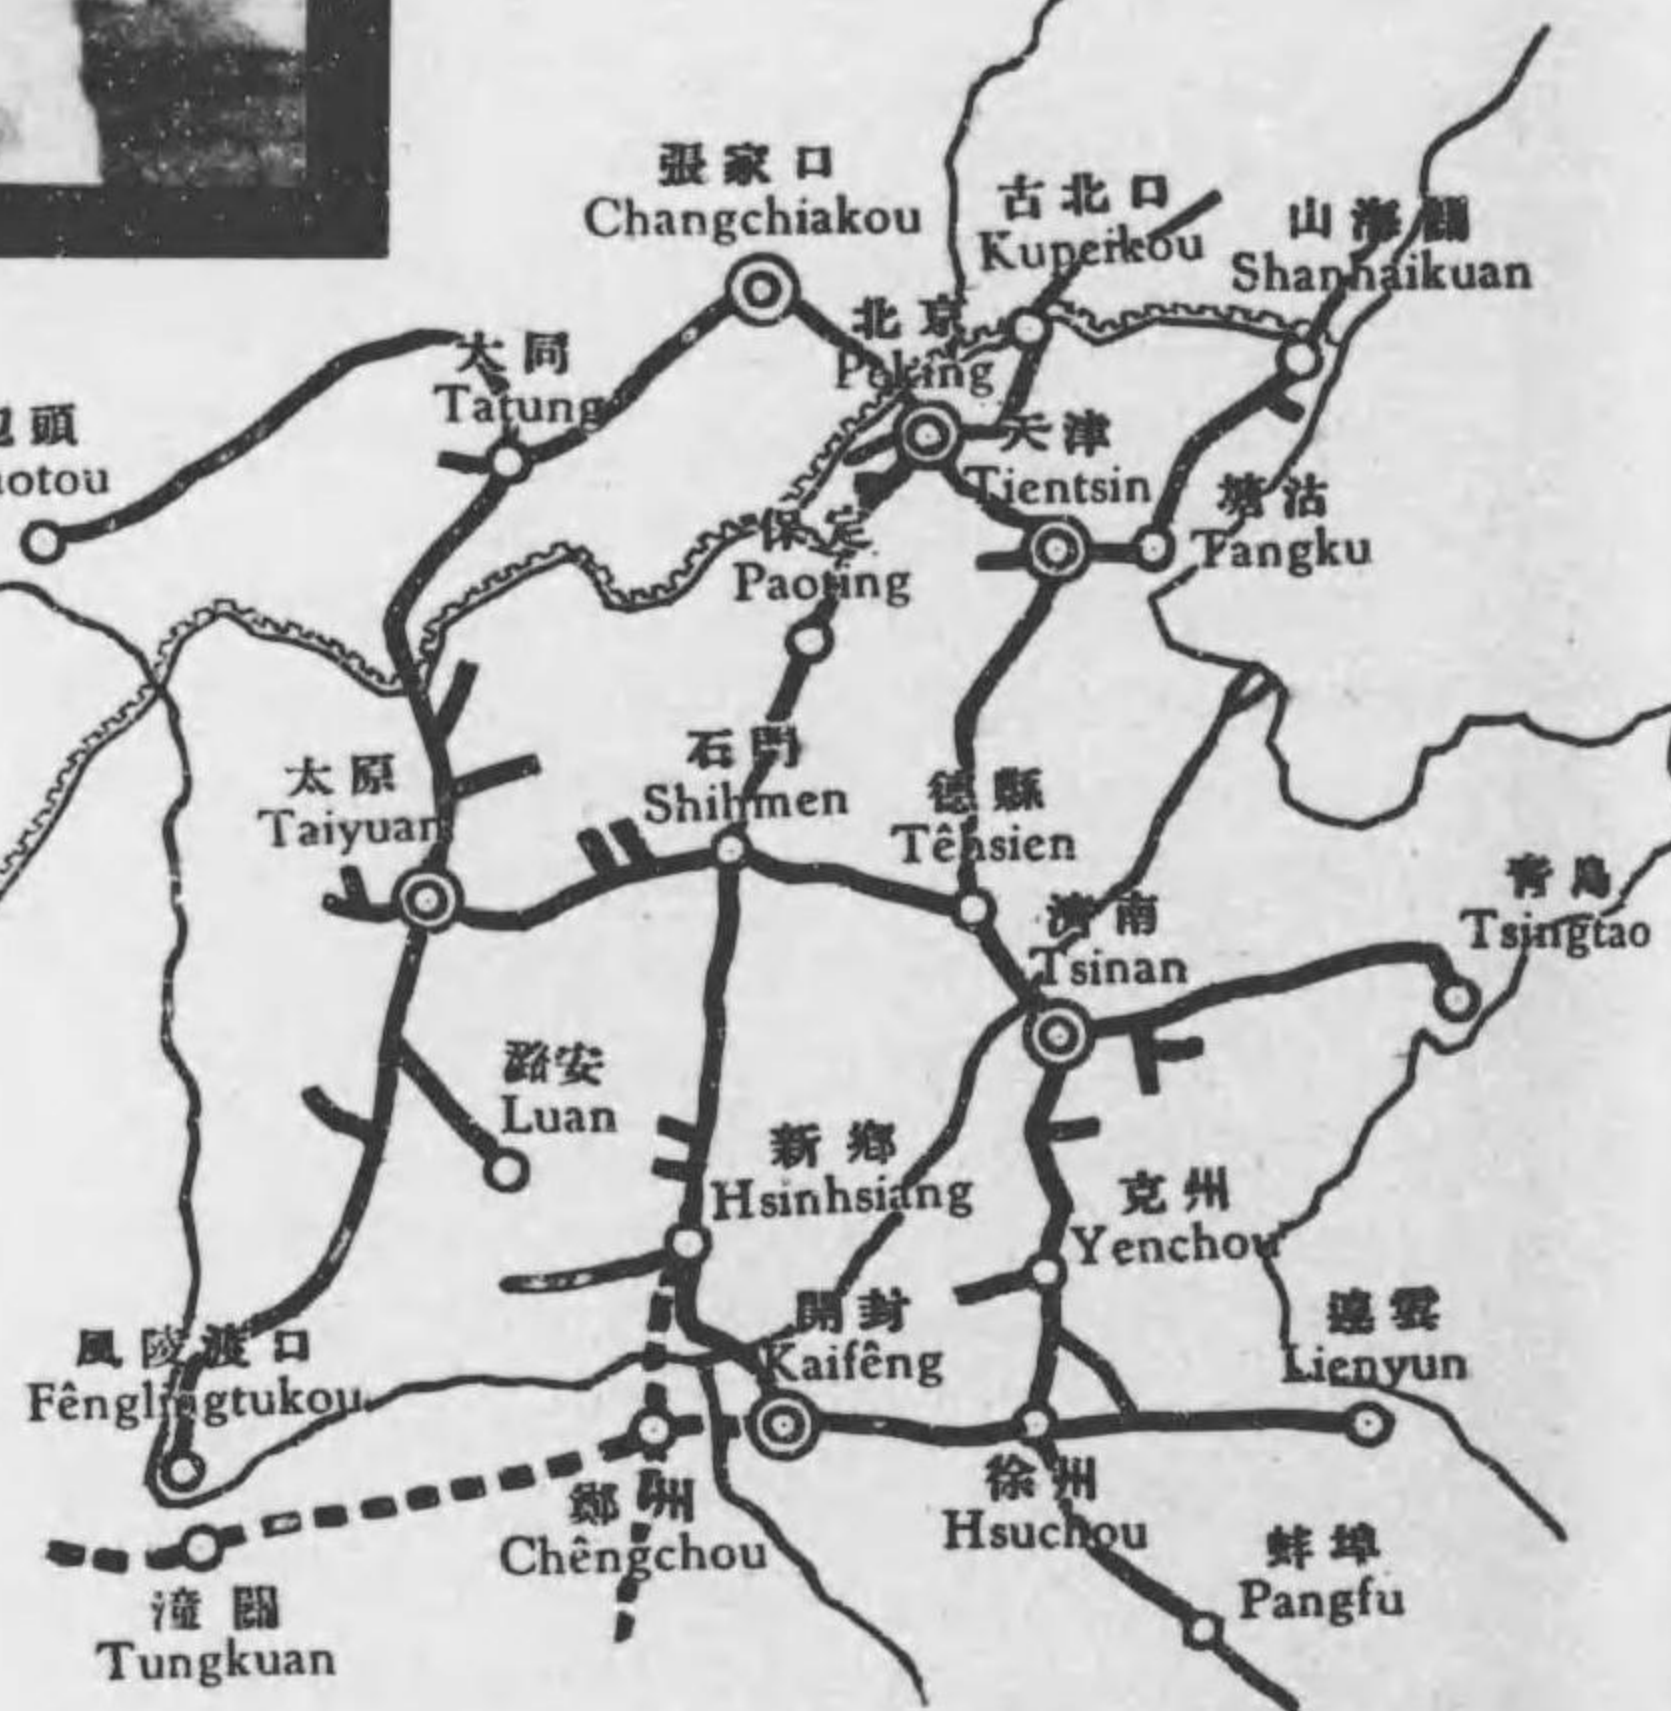 張家口
Changchiakou
古北口
Kupeikou
山海關
Shanhaikuan
北京
Peking
大同
Tatung
頭
天津
Tientsin
塘沽
Tangku
保定
Paoting
石門
Shihmen
太原
Taiyuan
德縣
Têhsien
青島
Tsingtao
濟南
Tsinan
潞安
Luan
新鄉
Hsinhsiang
兗州
Yenchou
開封
Kaifêng
連雲
Lienyun
風陵渡口
Fênglingtukou
鄭州
Chêngchou
徐州
Hsuchou
蚌埠
Pangfu
潼關
Tungkuan